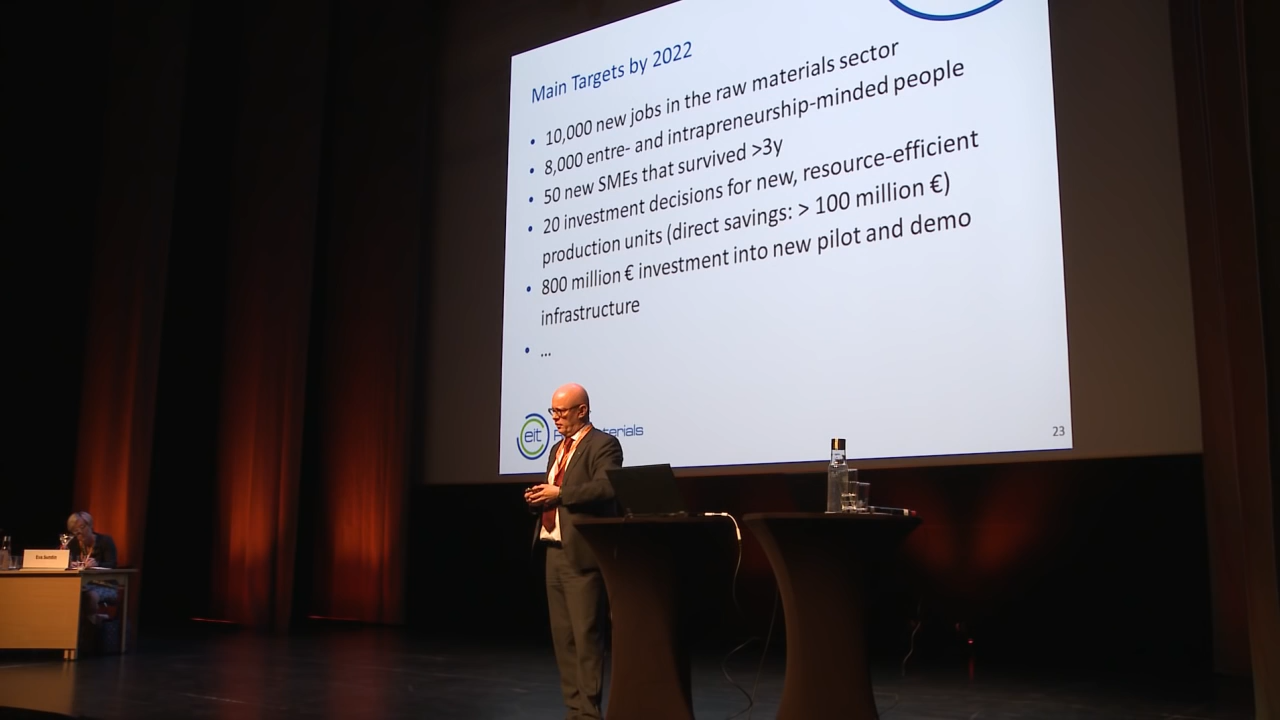 Main Targets by 2022
• 10,000 new jobs in the raw materials sector
• 8,000 entre- and intrapreneurship-minded people
• 50 new SMEs that survived >3y
• 20 investment decisions for new, resource-efficient
production units (direct savings: > 100 million €)
• 800 million € investment into new pilot and demo
infrastructure
• ...
eit
23